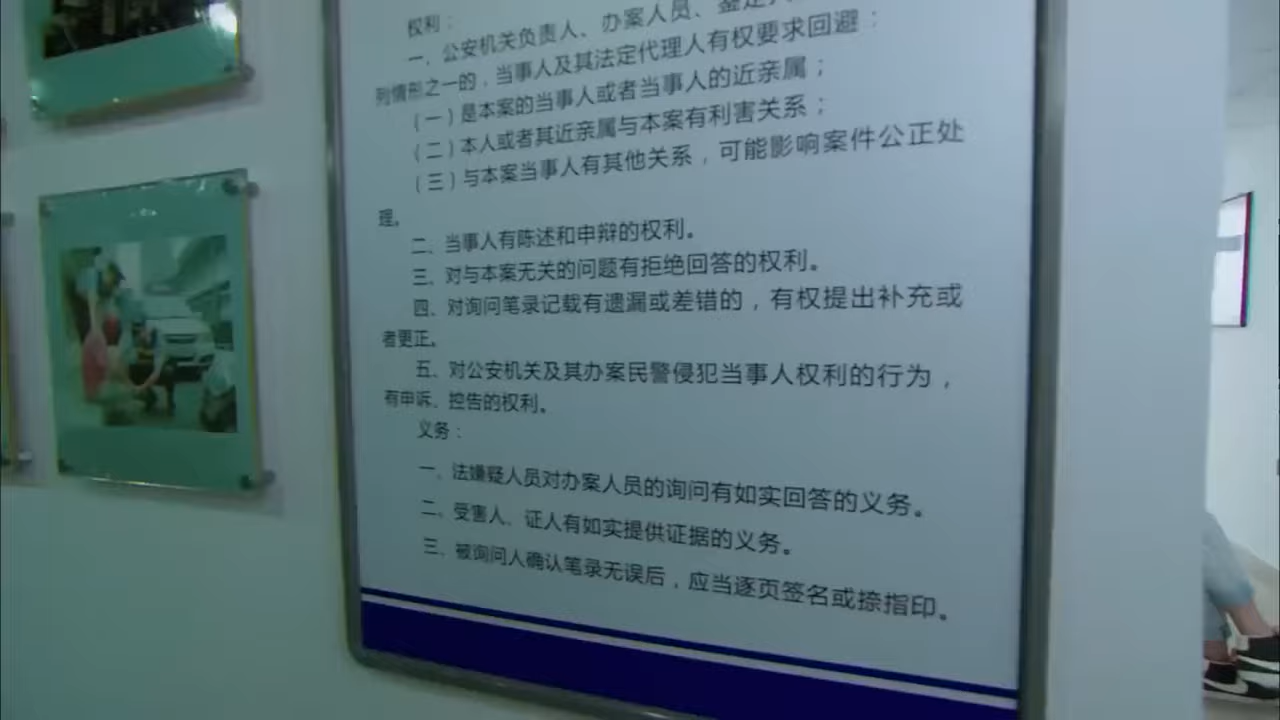 权利：
一、公安机关负责人、办案人员、鉴定人
列情形之一的，当事人及其法定代理人有权要求回避：
（一）是本案的当事人或者当事人的近亲属；
（二）本人或者其近亲属与本案有利害关系；
（三）与本案当事人有其他关系，可能影响案件公正处
理。
二、当事人有陈述和申辩的权利。
三、对与本案无关的问题有拒绝回答的权利。
四、对询问笔录记载有遗漏或差错的，有权提出补充或
者更正。
五、对公安机关及其办案民警侵犯当事人权利的行为，
有申诉、控告的权利。
义务：
一、法嫌疑人员对办案人员的询问有如实回答的义务。
二、受害人、证人有如实提供证据的义务。
三、被询问人确认笔录无误后，应当逐页签名或捺指印。